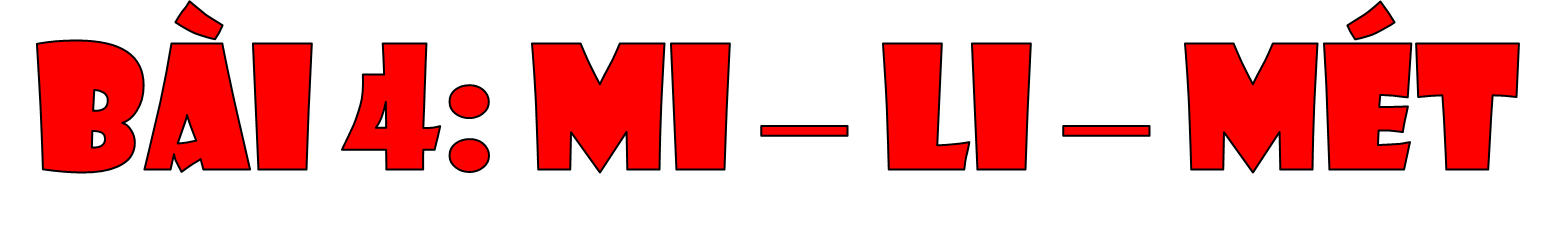 BÀI 4: MI – LI – MÉT